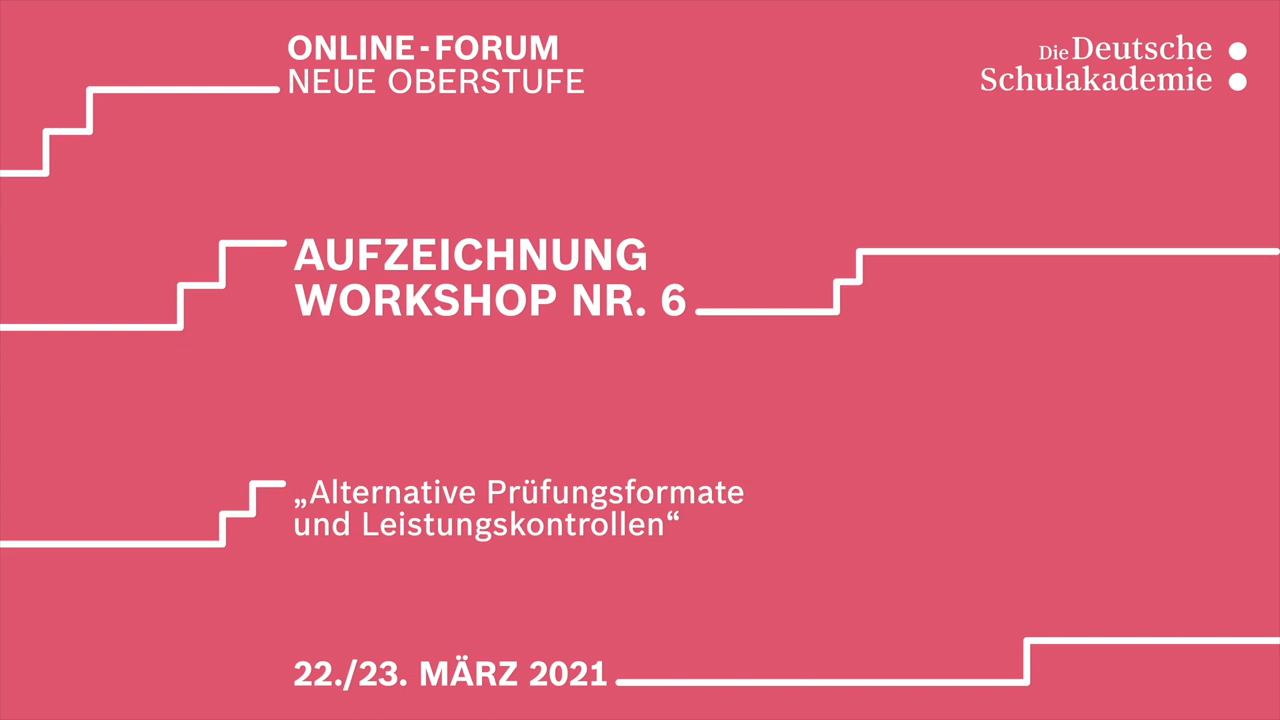 ONLINE-FORUM
NEUE OBERSTUFE
Die Deutsche
Schulakademie
AUFZEICHNUNG
WORKSHOP NR. 6
„Alternative Prüfungsformate
und Leistungskontrollen“
22./23. MÄRZ 2021